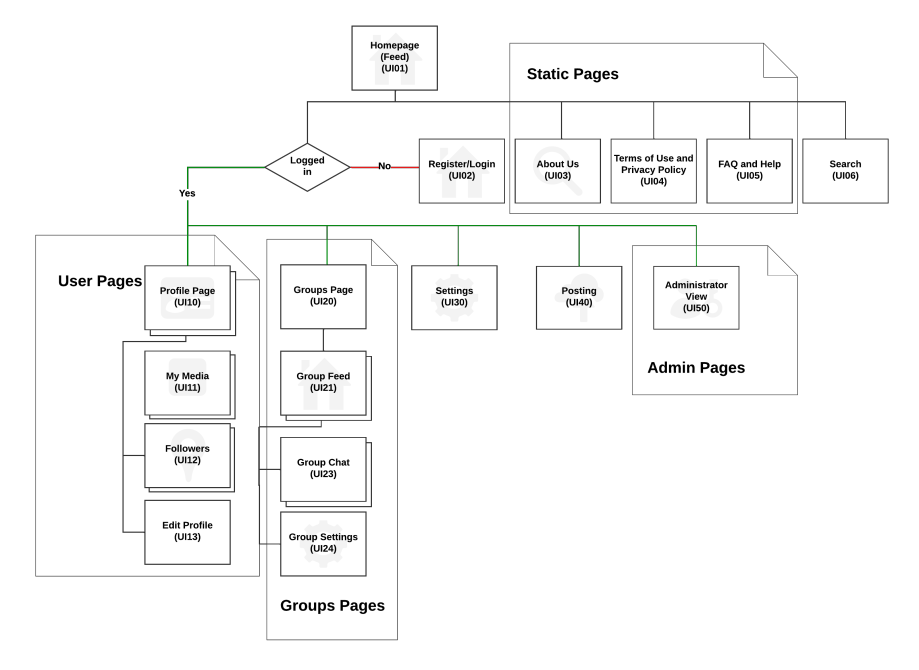 Homepage
(Feed)
(UI01)
Static Pages
Logged
in
No
Yes
Register/Login
(UI02)
About Us
(UI03)
Terms of Use and
Privacy Policy
(UI04)
FAQ and Help
(UI05)
Search
(UI06)
User Pages
Profile Page
(UI10)
My Media
(UI11)
Followers
(UI12)
Edit Profile
(UI13)
Groups Page
(UI20)
Group Feed
(UI21)
Group Chat
(UI23)
Group Settings
(UI24)
Groups Pages
Settings
(UI30)
Posting
(UI40)
Administrator
View
(UI50)
Admin Pages